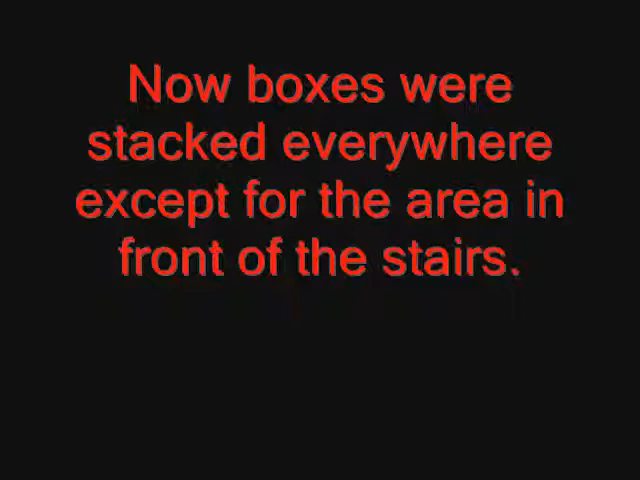 Now boxes were
stacked everywhere
except for the area in
front of the stairs.